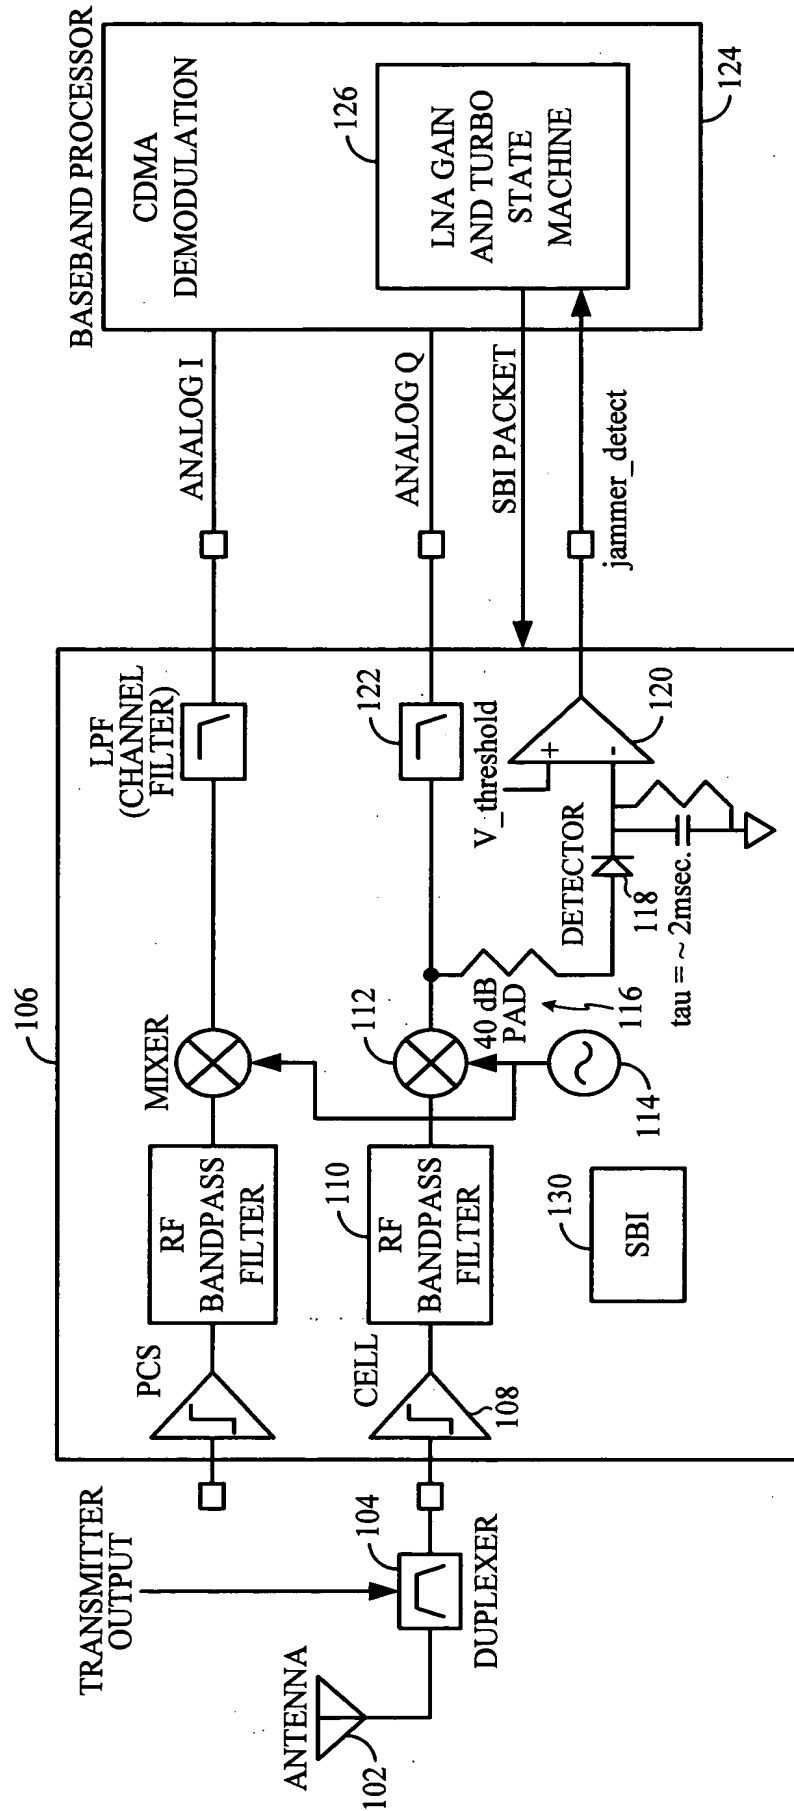 BASEBAND PROCESSOR
CDMA
DEMODULATION
126
LNA GAIN
AND TURBO
STATE
MACHINE
124
ANALOG I
ANALOG Q
SBI PACKET
jammer_detect
106
LPF
(CHANNEL
FILTER)
122
V_threshold
+
-
120
DETECTOR
118
tau = ~ 2msec.
MIXER
112
40 dB
PAD
116
114
RF
BANDPASS
FILTER
110
RF
BANDPASS
FILTER
130
SBI
PCS
CELL
108
TRANSMITTER
OUTPUT
104
DUPLEXER
ANTENNA
102